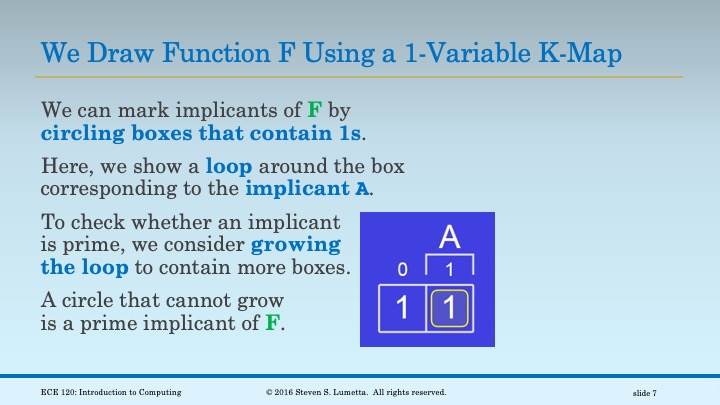 We Draw Function F Using a 1-Variable K-Map
We can mark implicants of F by
circling boxes that contain 1s.
Here, we show a loop around the box
corresponding to the implicant A.
To check whether an implicant
is prime, we consider growing
the loop to contain more boxes.
A circle that cannot grow
is a prime implicant of F.
A
0 1
1 1
ECE 120: Introduction to Computing © 2016 Steven S. Lumetta. All rights reserved. slide 7